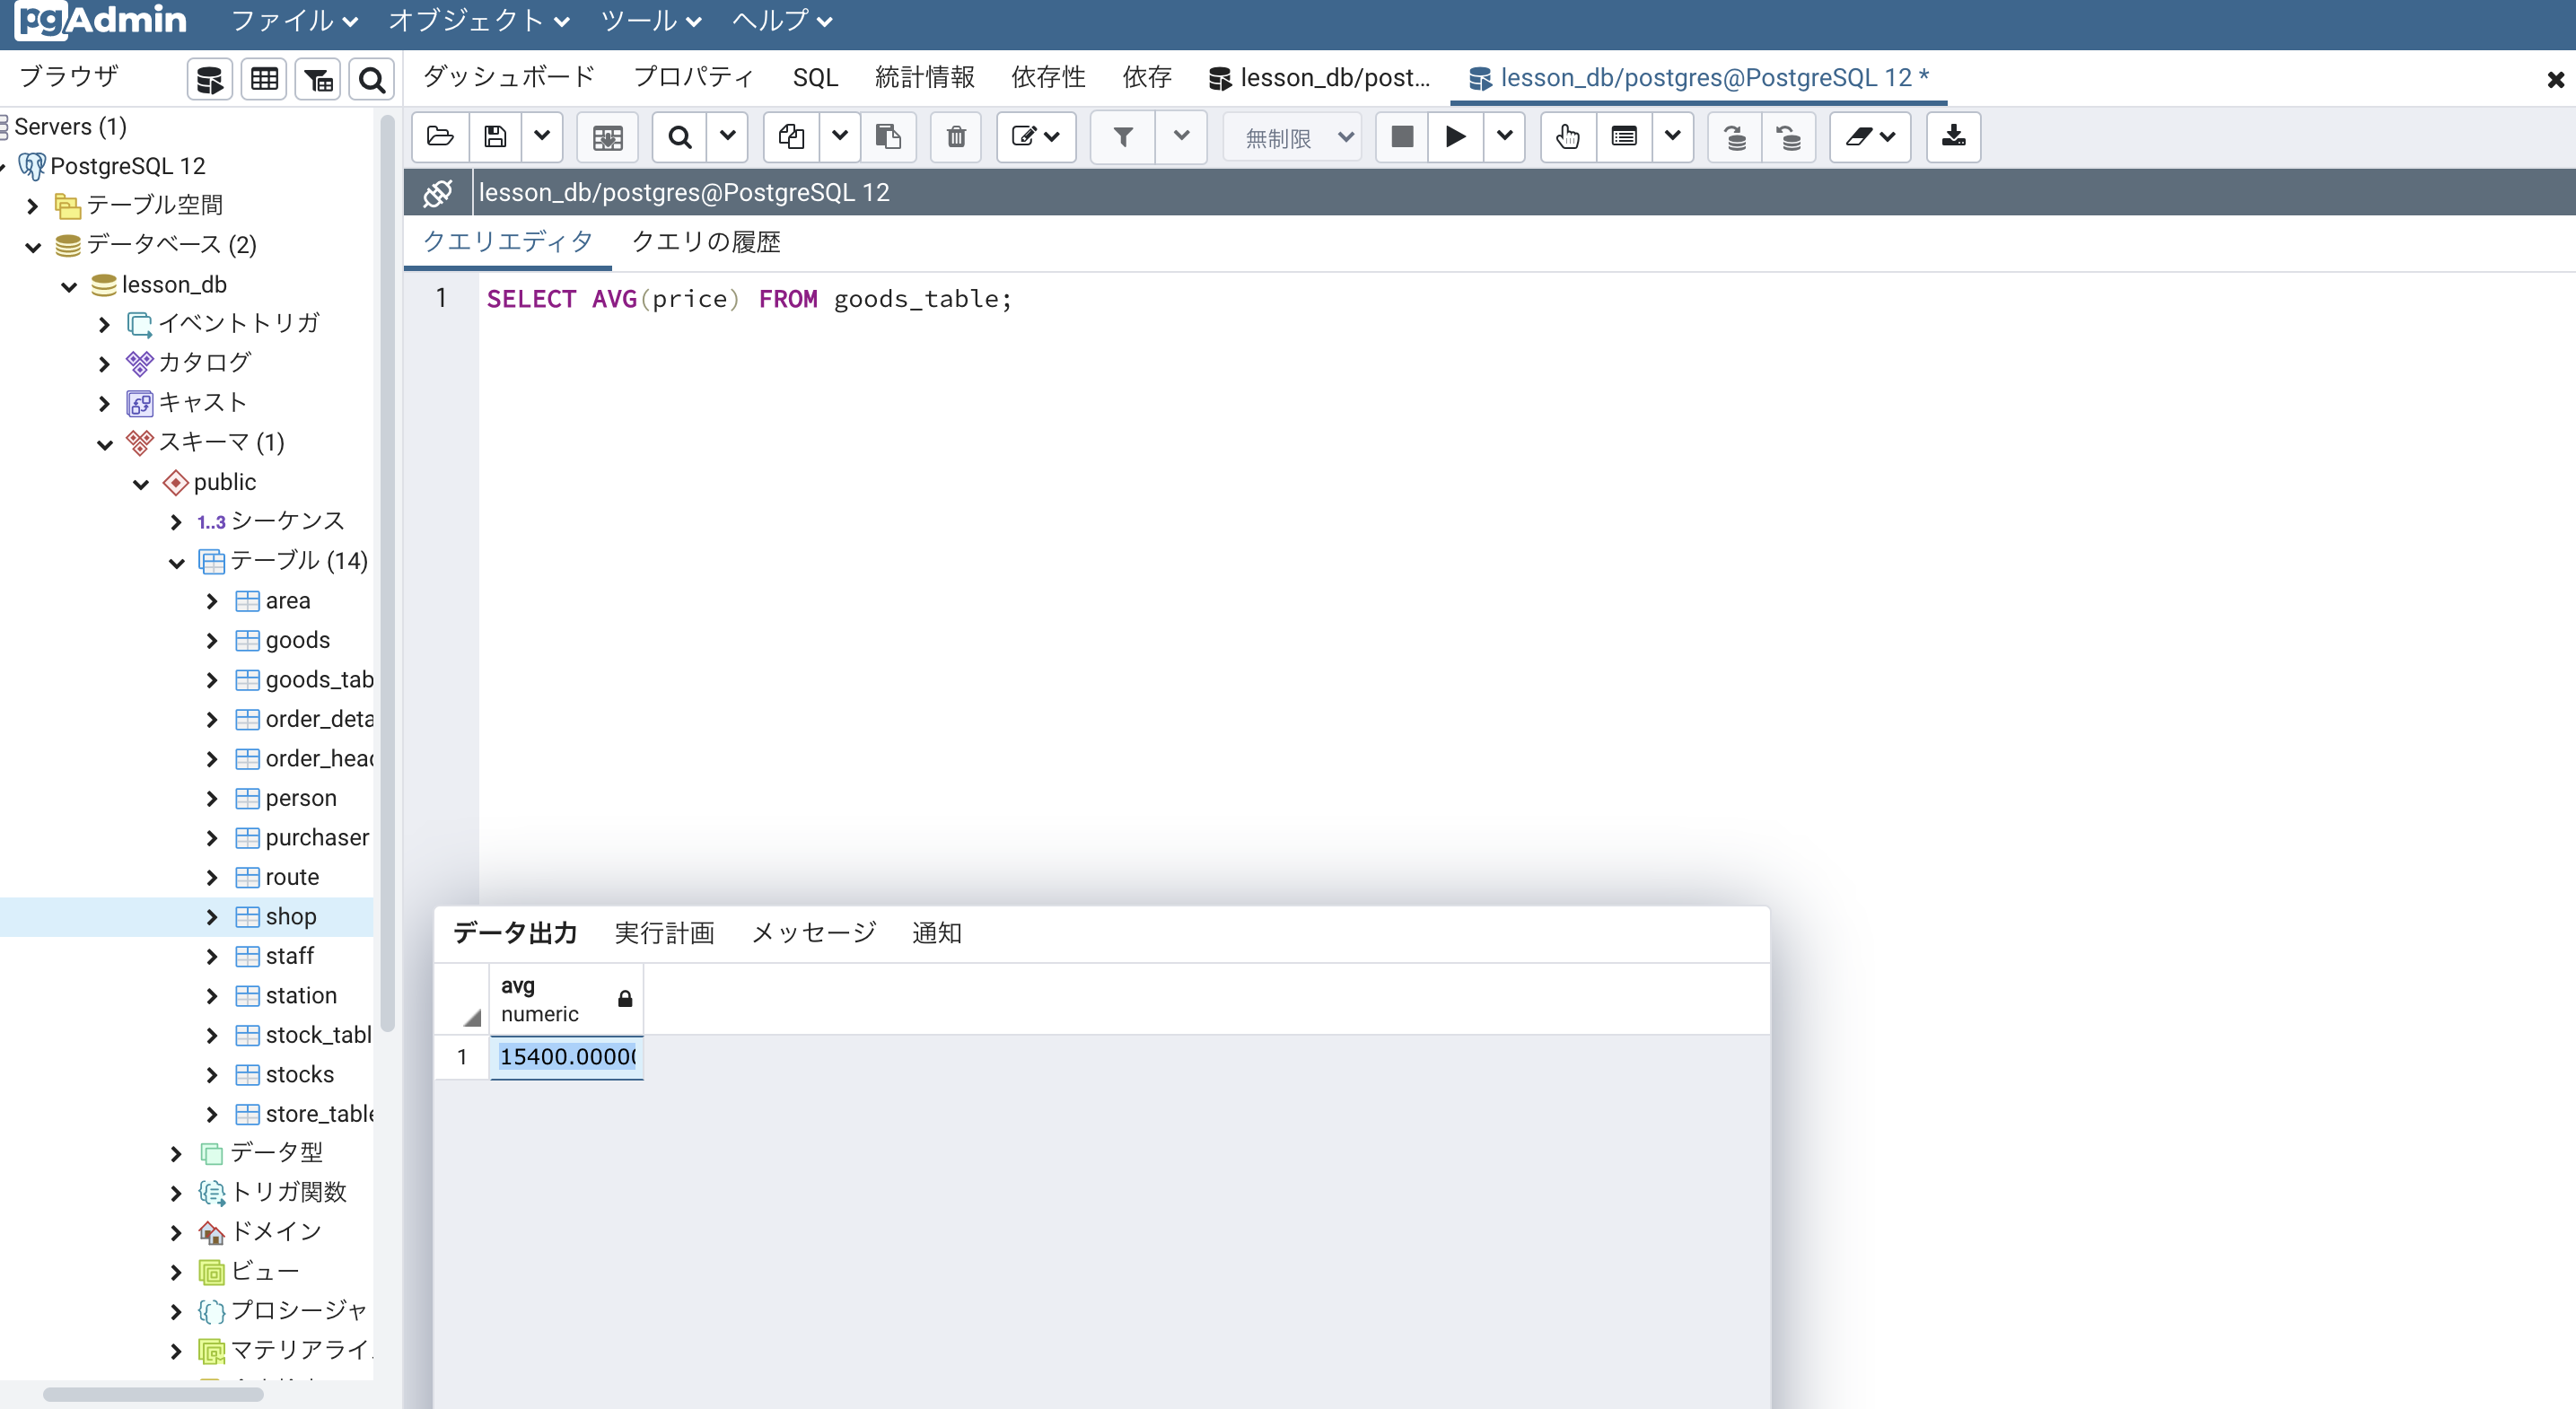 pgAdmin ファイル オブジェクト ツール ヘルプ
ブラウザ
ダッシュボード プロパティ SQL 統計情報 依存性 依存 lesson_db/post... lesson_db/postgres@PostgreSQL 12 *
無制限
lesson_db/postgres@PostgreSQL 12
クエリエディタ クエリの履歴
1 SELECT AVG(price) FROM goods_table;
Servers (1)
PostgreSQL 12
テーブル空間
データベース (2)
lesson_db
イベントトリガ
カタログ
キャスト
スキーマ (1)
public
1..3 シーケンス
テーブル (14)
area
goods
goods_tab
order_deta
order_head
person
purchaser
route
shop
staff
station
stock_tabl
stocks
store_table
データ型
トリガ関数
ドメイン
ビュー
プロシージャ
マテリアライ
データ出力 実行計画 メッセージ 通知
avg
numeric
1 15400.00000